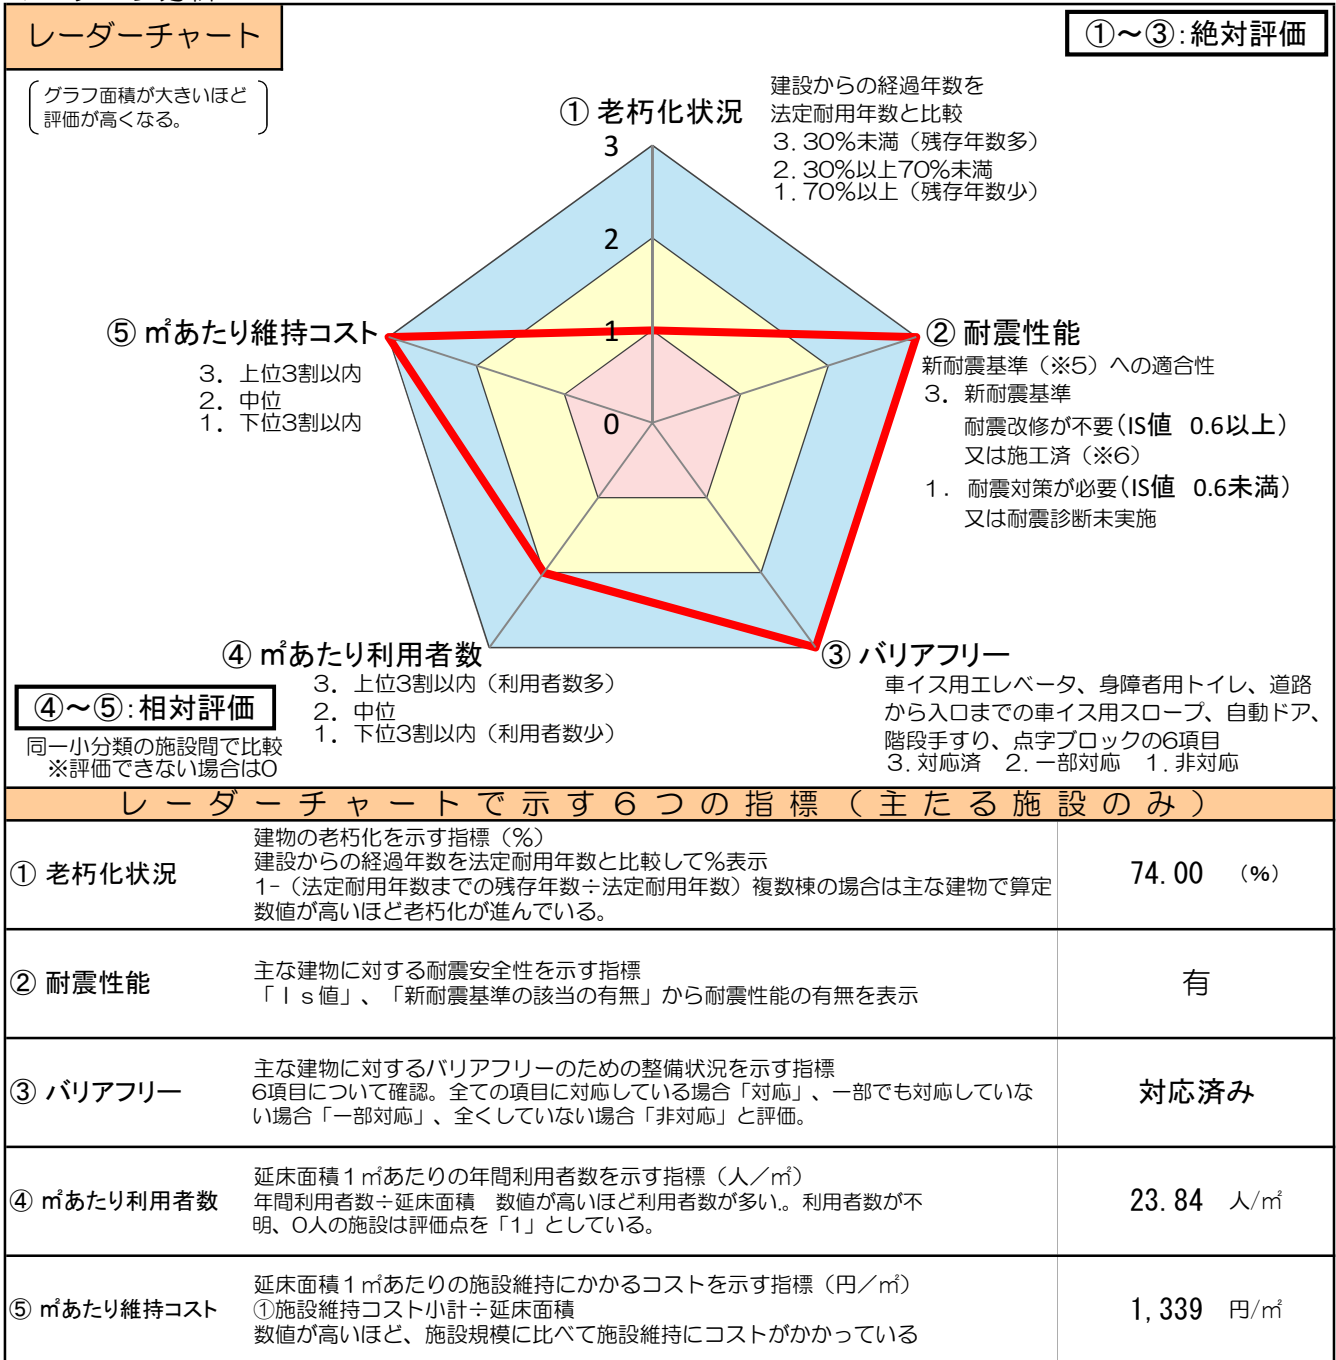 レーダーチャート
①～③:絶対評価
グラフ面積が大きいほど
評価が高くなる。
① 老朽化状況
建設からの経過年数を
法定耐用年数と比較
3. 30%未満（残存年数多）
2. 30%以上70%未満
1. 70%以上（残存年数少）
3
2
1
0
② 耐震性能
新耐震基準（※5）への適合性
3. 新耐震基準
耐震改修が不要(IS値 0.6以上)
又は施工済（※6）
1. 耐震対策が必要(IS値 0.6未満)
又は耐震診断未実施
⑤ ㎡あたり維持コスト
3. 上位3割以内
2. 中位
1. 下位3割以内
④ ㎡あたり利用者数
3. 上位3割以内（利用者数多）
2. 中位
1. 下位3割以内（利用者数少）
③ バリアフリー
車イス用エレベータ、身障者用トイレ、道路
から入口までの車イス用スロープ、自動ドア、
階段手すり、点字ブロックの6項目
3. 対応済 2. 一部対応 1. 非対応
④～⑤:相対評価
同一小分類の施設間で比較
※評価できない場合は0
レーダーチャートで示す6つの指標（主たる施設のみ）
① 老朽化状況
建物の老朽化を示す指標（%）
建設からの経過年数を法定耐用年数と比較して%表示
1-（法定耐用年数までの残存年数÷法定耐用年数）複数棟の場合は主な建物で算定
数値が高いほど老朽化が進んでいる。
74.00 （%）
② 耐震性能
主な建物に対する耐震安全性を示す指標
「Ｉｓ値」、「新耐震基準の該当の有無」から耐震性能の有無を表示
有
③ バリアフリー
主な建物に対するバリアフリーのための整備状況を示す指標
6項目について確認。全ての項目に対応している場合「対応」、一部でも対応していな
い場合「一部対応」、全くしていない場合「非対応」と評価。
対応済み
④ ㎡あたり利用者数
延床面積１㎡あたりの年間利用者数を示す指標（人／㎡）
年間利用者数÷延床面積 数値が高いほど利用者数が多い。利用者数が不
明、0人の施設は評価点を「1」としている。
23.84 人/㎡
⑤ ㎡あたり維持コスト
延床面積１㎡あたりの施設維持にかかるコストを示す指標（円／㎡）
①施設維持コスト小計÷延床面積
数値が高いほど、施設規模に比べて施設維持にコストがかかっている
1,339 円/㎡